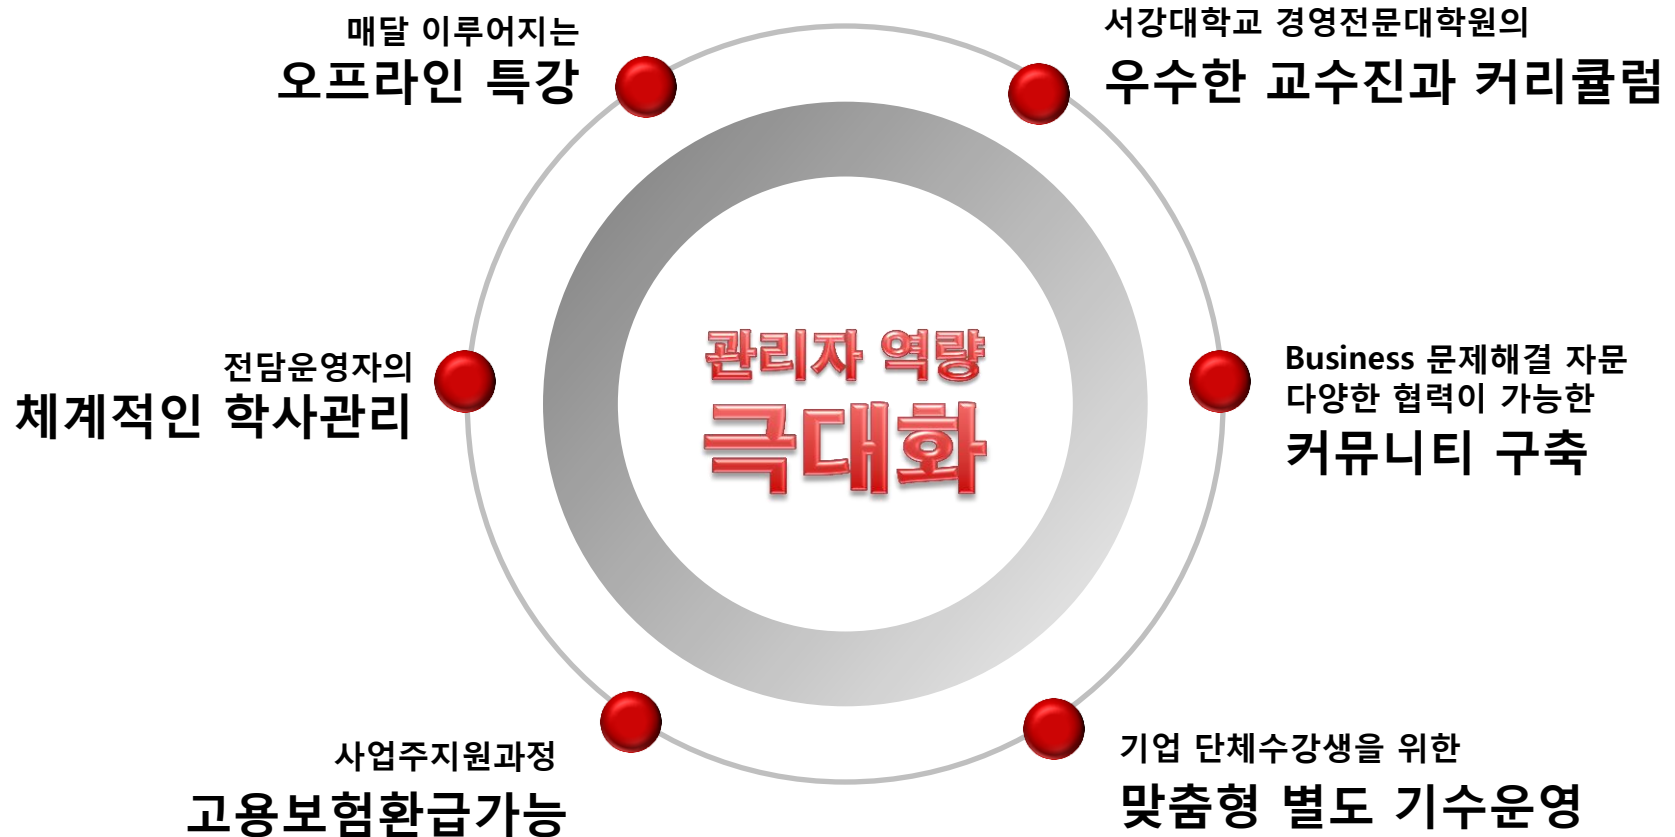 매달 이루어지는
오프라인 특강
서강대학교 경영전문대학원의
우수한 교수진과 커리큘럼
전담운영자의
체계적인 학사관리
관리자 역량
극대화
Business 문제해결 자문
다양한 협력이 가능한
커뮤니티 구축
사업주지원과정
고용보험환급가능
기업 단체수강생을 위한
맞춤형 별도 기수운영